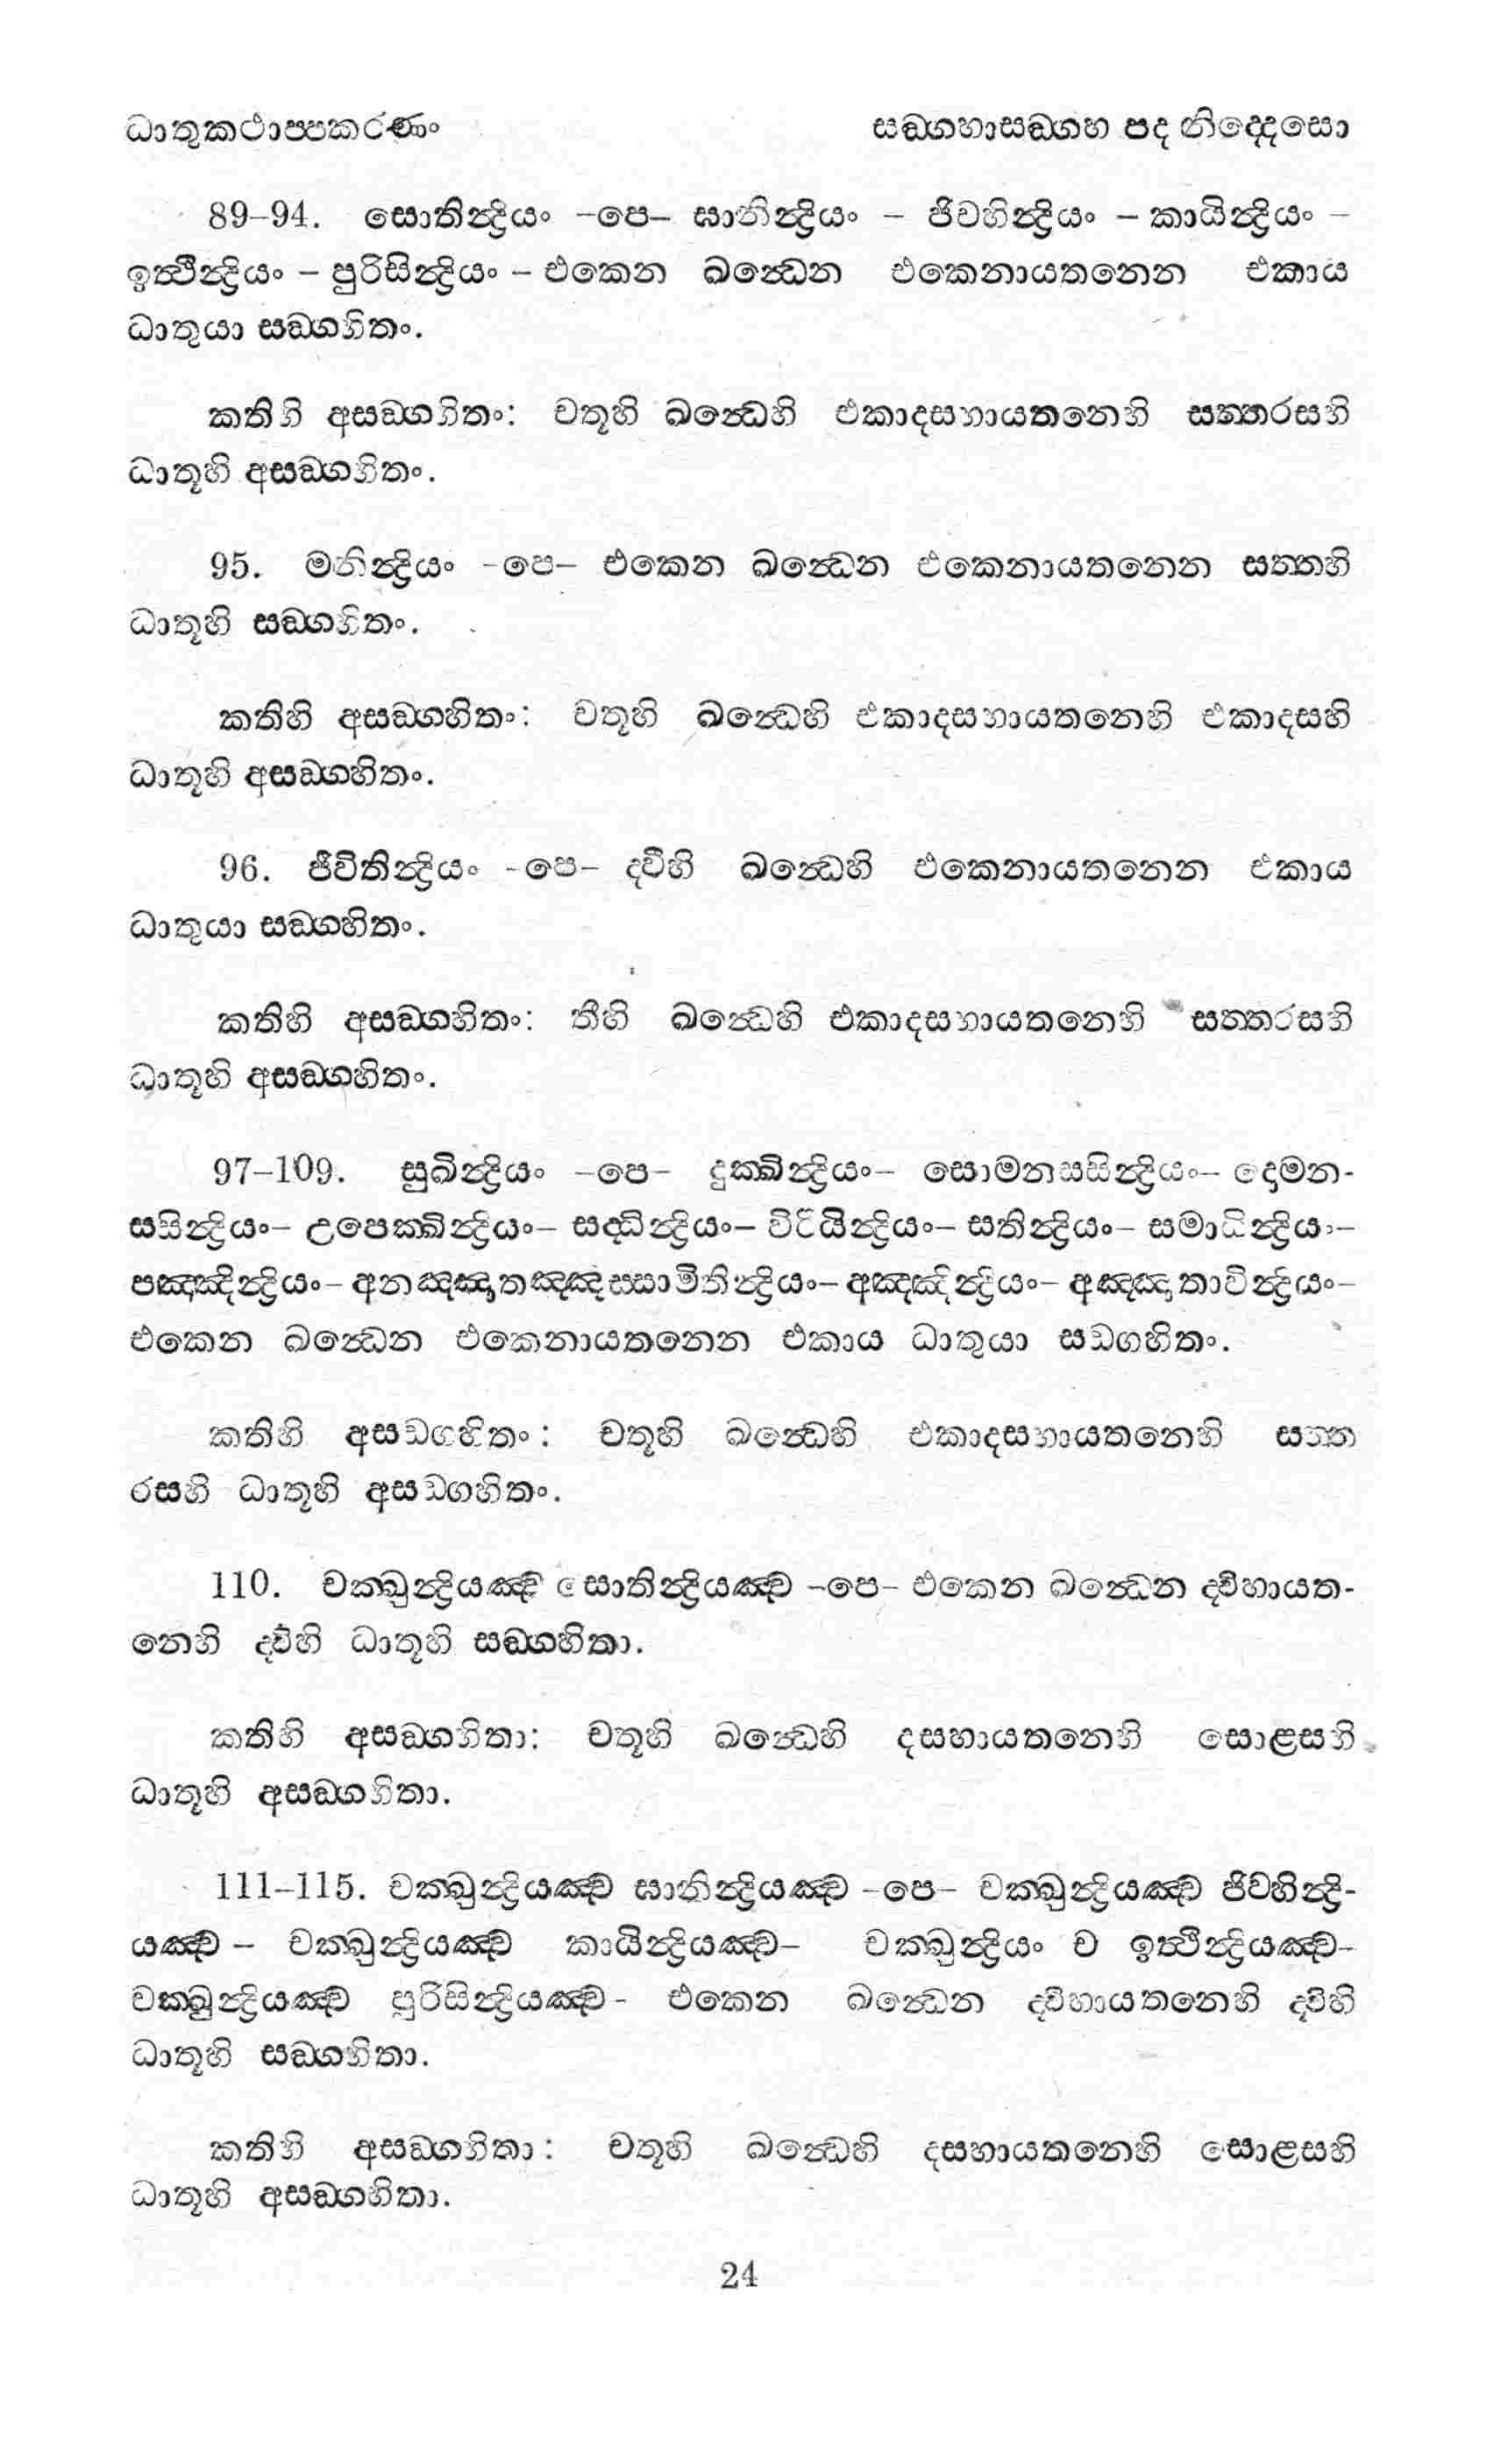 ධාතුකථාප්පකරණං සඞ්ගහාසඞ්ගහ පද නිද්දෙසො
89–94. සොතින්ද්‍රියං –පෙ– ඝානින්ද්‍රියං – ජිව්හින්ද්‍රියං – කායින්ද්‍රියං –
ඉත්ථින්ද්‍රියං – පුරිසින්ද්‍රියං – එකෙන ඛන්ධෙන එකෙනායතනෙන එකාය
ධාතුයා සඞ්ගහිතං.
කතිහි අසඞ්ගහිතං: චතූහි ඛන්ධෙහි එකාදසහායතනෙහි සත්තරසහි
ධාතූහි අසඞ්ගහිතං.
95. මනින්ද්‍රියං –පෙ– එකෙන ඛන්ධෙන එකෙනායතනෙන සත්තහි
ධාතූහි සඞ්ගහිතං.
කතිහි අසඞ්ගහිතං: චතූහි ඛන්ධෙහි එකාදසහායතනෙහි එකාදසහි
ධාතූහි අසඞ්ගහිතං.
96. ජීවිතින්ද්‍රියං –පෙ– ද්වීහි ඛන්ධෙහි එකෙනායතනෙන එකාය
ධාතුයා සඞ්ගහිතං.
කතිහි අසඞ්ගහිතං: තීහි ඛන්ධෙහි එකාදසහායතනෙහි සත්තරසහි
ධාතූහි අසඞ්ගහිතං.
97–109. සුඛින්ද්‍රියං –පෙ– දුක්ඛින්ද්‍රියං– සොමනස්සින්ද්‍රියං– දොමන-
ස්සින්ද්‍රියං– උපෙක්ඛින්ද්‍රියං– සද්ධින්ද්‍රියං– විරියින්ද්‍රියං– සතින්ද්‍රියං– සමාධින්ද්‍රියං–
පඤ්ඤින්ද්‍රියං– අනඤ්ඤාතඤ්ඤස්සාමීතින්ද්‍රියං– අඤ්ඤින්ද්‍රියං– අඤ්ඤාතාවින්ද්‍රියං–
එකෙන ඛන්ධෙන එකෙනායතනෙන එකාය ධාතුයා සඞ්ගහිතං.
කතිහි අසඞ්ගහිතං: චතූහි ඛන්ධෙහි එකාදසහායතනෙහි සත්ත
රසහි ධාතූහි අසඞ්ගහිතං.
110. චක්ඛුන්ද්‍රියඤ්ච සොතින්ද්‍රියඤ්ච –පෙ– එකෙන ඛන්ධෙන ද්වීහායත-
නෙහි ද්වීහි ධාතූහි සඞ්ගහිතා.
කතිහි අසඞ්ගහිතා: චතූහි ඛන්ධෙහි දසහායතනෙහි සොළසහි
ධාතූහි අසඞ්ගහිතා.
111–115. චක්ඛුන්ද්‍රියඤ්ච ඝානින්ද්‍රියඤ්ච –පෙ– චක්ඛුන්ද්‍රියඤ්ච ජිව්හින්ද්‍රි-
යඤ්ච – චක්ඛුන්ද්‍රියඤ්ච කායින්ද්‍රියඤ්ච– චක්ඛුන්ද්‍රියං ච ඉත්ථින්ද්‍රියඤ්ච–
චක්ඛුන්ද්‍රියඤ්ච පුරිසින්ද්‍රියඤ්ච– එකෙන ඛන්ධෙන ද්වීහායතනෙහි ද්වීහි
ධාතූහි සඞ්ගහිතා.
කතිහි අසඞ්ගහිතා: චතූහි ඛන්ධෙහි දසහායතනෙහි සොළසහි
ධාතූහි අසඞ්ගහිතා.
24